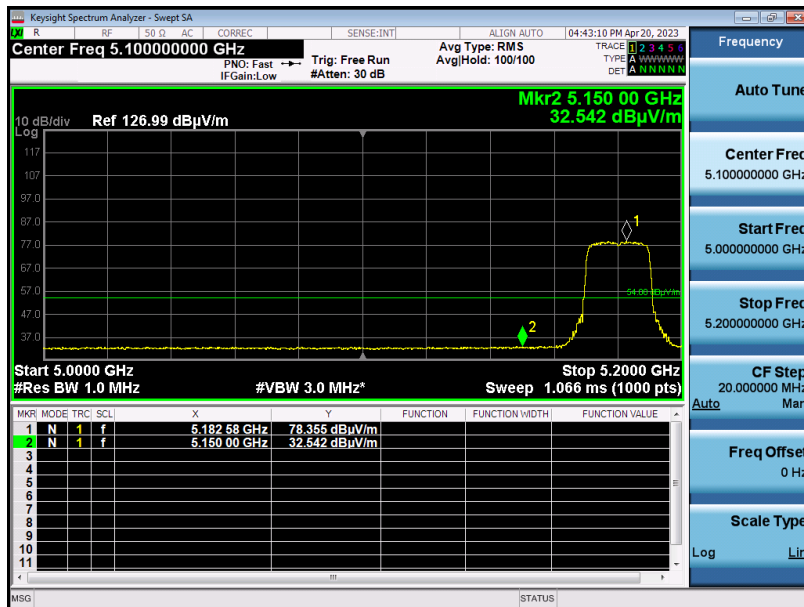 Keysight Spectrum Analyzer - Swept SA
LXI R RF 50 Ω AC CORREC SENSE:INT ALIGN AUTO 04:43:10 PM Apr 20, 2023
Center Freq 5.100000000 GHz
PNO: Fast
IFGain:Low
Trig: Free Run
#Atten: 30 dB
Avg Type: RMS
Avg|Hold: 100/100
TRACE 1 2 3 4 5 6
TYPE A W W W W W
DET A N N N N N
Frequency
Mkr2 5.150 00 GHz
32.542 dBµV/m
10 dB/div Ref 126.99 dBµV/m
Log
117
107
97.0
87.0
77.0
67.0
57.0
47.0
37.0
1
54.00 dBµV/m
2
Start 5.0000 GHz Stop 5.2000 GHz
#Res BW 1.0 MHz #VBW 3.0 MHz* Sweep 1.066 ms (1000 pts)
MKR MODE TRC SCL X Y FUNCTION FUNCTION WIDTH FUNCTION VALUE
1 N 1 f 5.182 58 GHz 78.355 dBµV/m
2 N 1 f 5.150 00 GHz 32.542 dBµV/m
3
4
5
6
7
8
9
10
11
MSG STATUS
Auto Tune
Center Freq
5.100000000 GHz
Start Freq
5.000000000 GHz
Stop Freq
5.200000000 GHz
CF Step
20.000000 MHz
Auto Man
Freq Offset
0 Hz
Scale Type
Log Lin